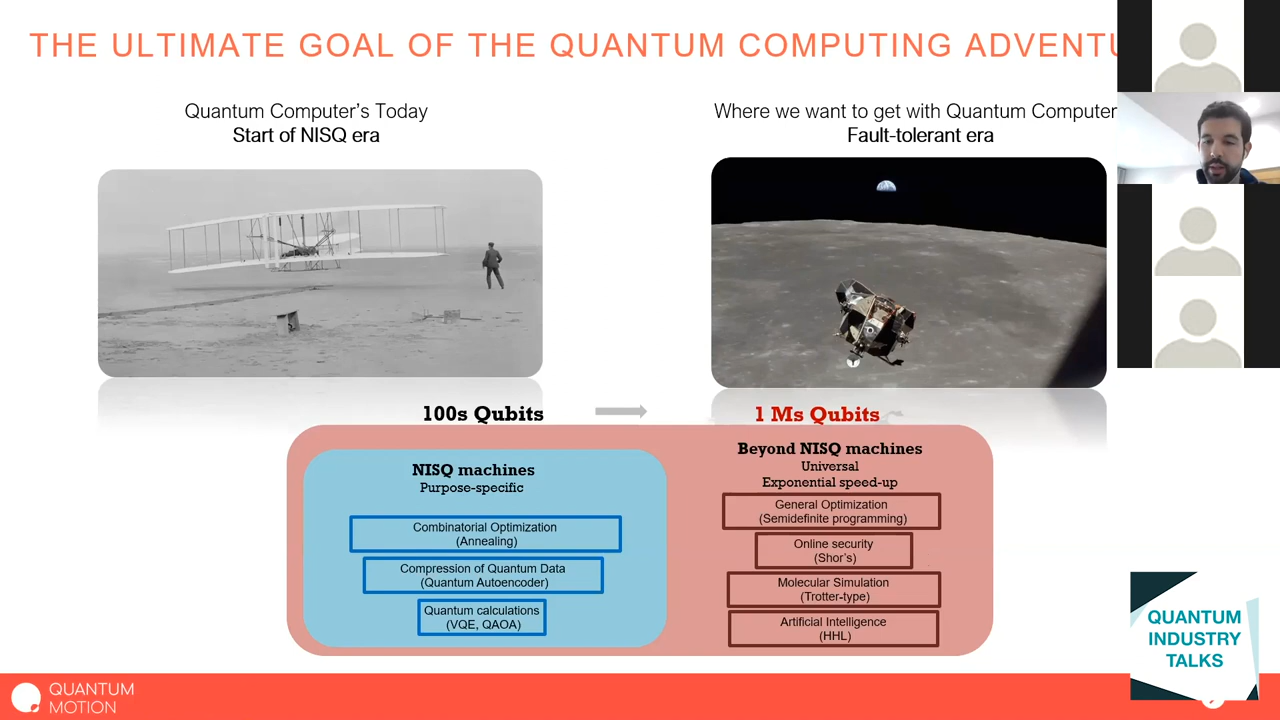 THE ULTIMATE GOAL OF THE QUANTUM COMPUTING ADVENTU
Quantum Computer's Today
Start of NISQ era
Where we want to get with Quantum Computer
Fault-tolerant era
100s Qubits
1 Ms Qubits
NISQ machines
Purpose-specific
Combinatorial Optimization
(Annealing)
Compression of Quantum Data
(Quantum Autoencoder)
Quantum calculations
(VQE, QAOA)
Beyond NISQ machines
Universal
Exponential speed-up
General Optimization
(Semidefinite programming)
Online security
(Shor's)
Molecular Simulation
(Trotter-type)
Artificial Intelligence
(HHL)
QUANTUM
INDUSTRY
TALKS
QUANTUM
MOTION